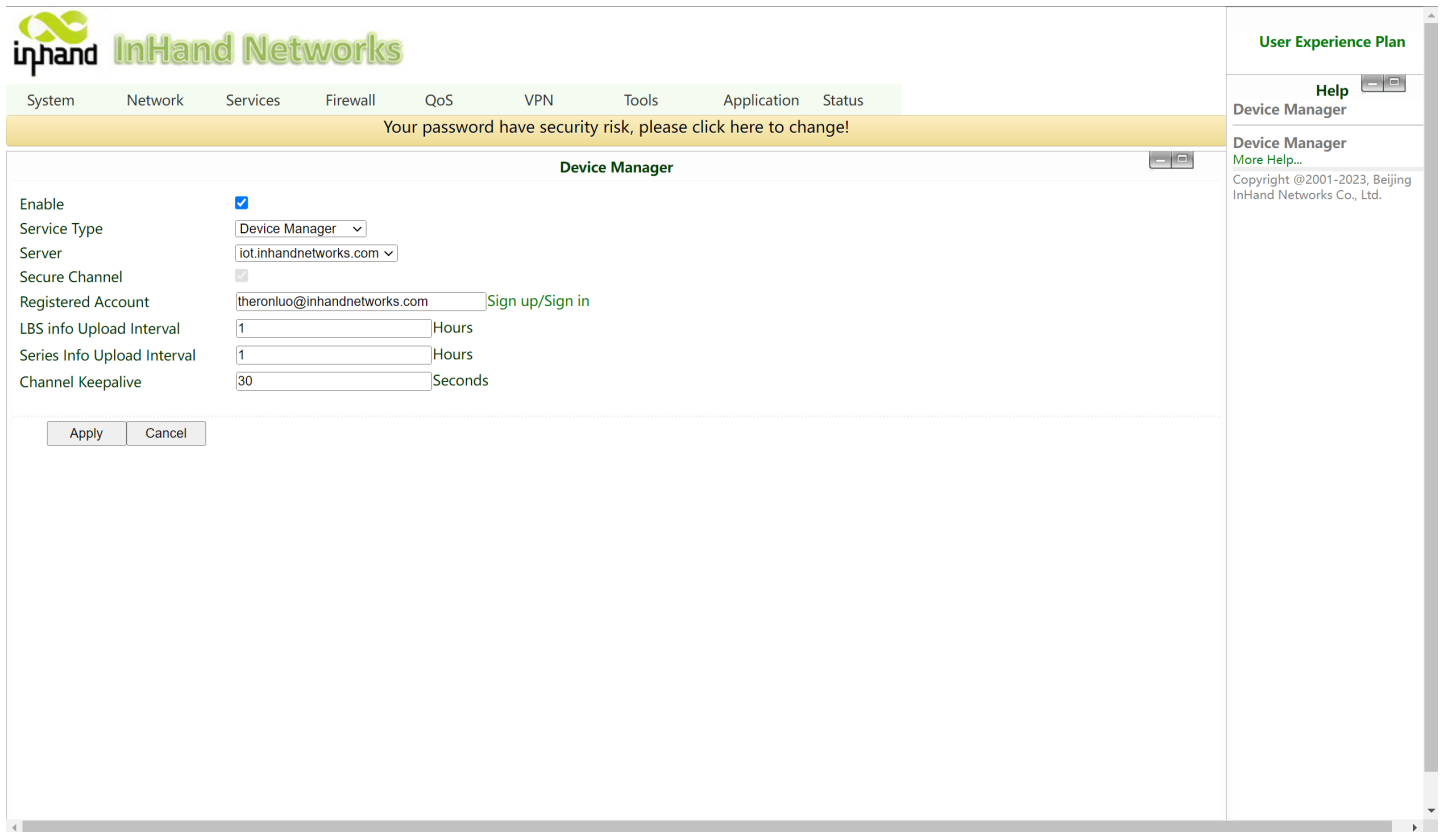 inhand InHand Networks
User Experience Plan
System Network Services Firewall QoS VPN Tools Application Status
Your password have security risk, please click here to change!
Device Manager
Enable
Service Type Device Manager
Server iot.inhandnetworks.com
Secure Channel
Registered Account theronluo@inhandnetworks.com Sign up/Sign in
LBS info Upload Interval 1 Hours
Series Info Upload Interval 1 Hours
Channel Keepalive 30 Seconds
Apply Cancel
Help
Device Manager
Device Manager
More Help...
Copyright @2001-2023, Beijing
InHand Networks Co., Ltd.